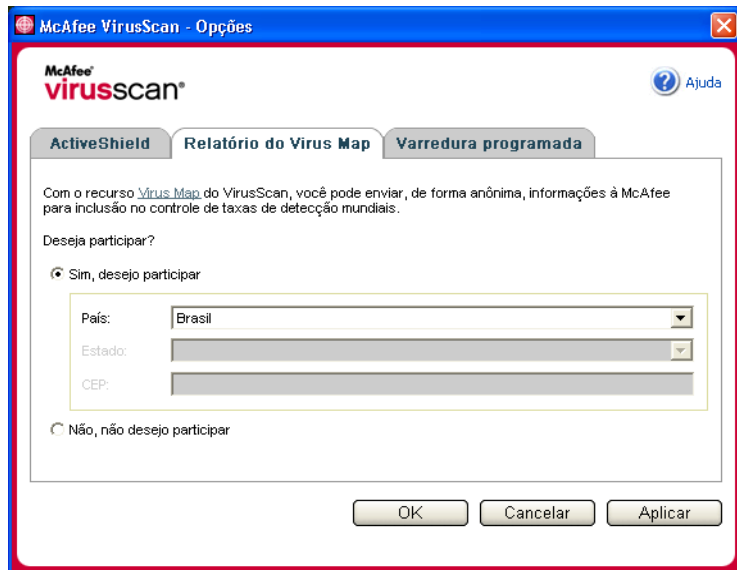 McAfee VirusScan - Opções
McAfee®
virusscan®
Ajuda
ActiveShield
Relatório do Virus Map
Varredura programada
Com o recurso Virus Map do VirusScan, você pode enviar, de forma anônima, informações à McAfee
para inclusão no controle de taxas de detecção mundiais.
Deseja participar?
Sim, desejo participar
País:
Brasil
Estado:
CEP:
Não, não desejo participar
OK
Cancelar
Aplicar